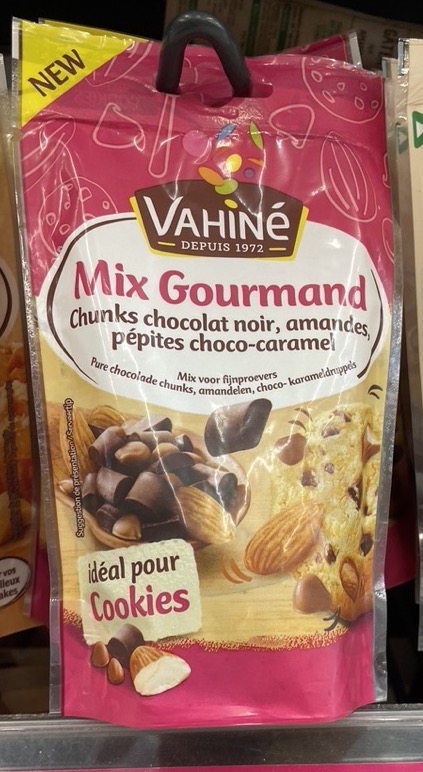 NEW
VAHINÉ
DEPUIS 1972
Mix Gourmand
Chunks chocolat noir, amandes,
pépites choco-caramel
Mix voor fijnproevers
Pure chocolade chunks, amandelen, choco-karameldruppels
Suggestion de présentation/Serveertip
idéal pour
Cookies